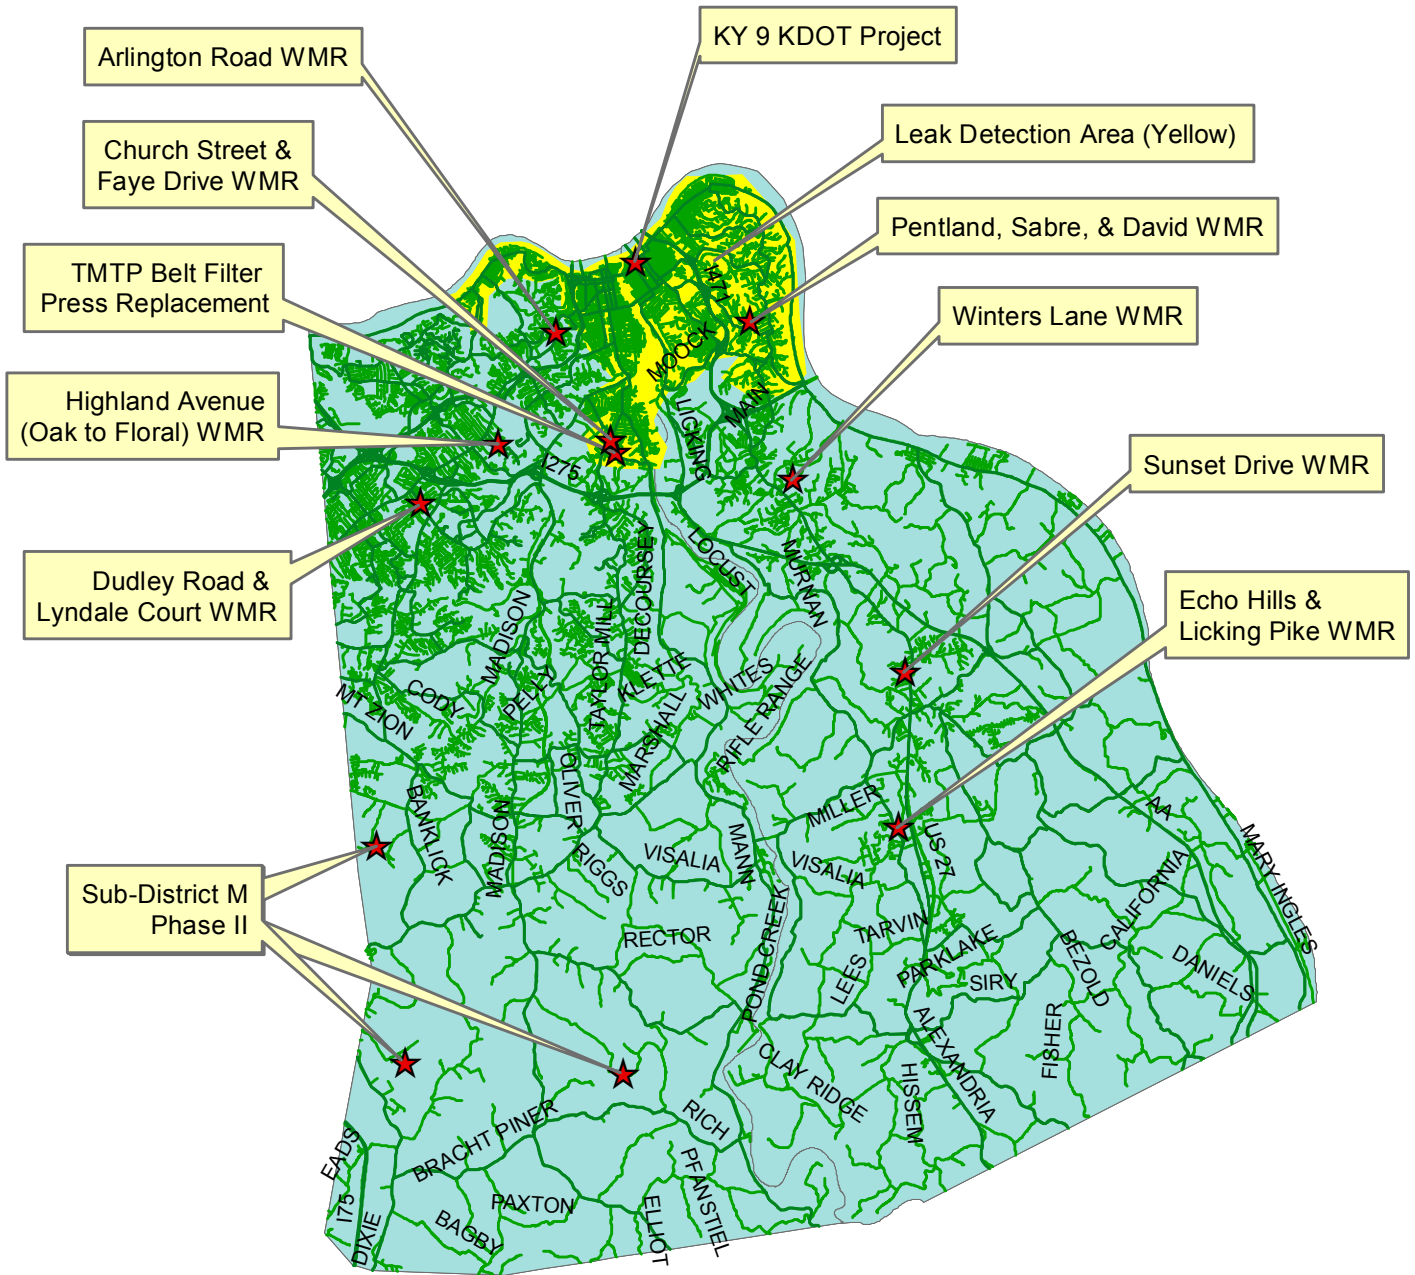 KY 9 KDOT Project
Arlington Road WMR
Leak Detection Area (Yellow)
Church Street &
Faye Drive WMR
Pentland, Sabre, & David WMR
TMTP Belt Filter
Press Replacement
Winters Lane WMR
Highland Avenue
(Oak to Floral) WMR
Sunset Drive WMR
Dudley Road &
Lyndale Court WMR
Echo Hills &
Licking Pike WMR
Sub-District M
Phase II
I471
MOOCK
MAIN
LICKING
I275
LOCUST
DECOURSEY
MURNAN
MADISON
TAYLOR MILL
KLETTE
WHITES
RIFLE RANGE
CODY
PELLY
MT ZION
MARSHALL
OLIVER
BANKLICK
MADISON
RIGGS
VISALIA
MANN
MILLER
VISALIA
US 27
AA
MARY INGLES
CALIFORNIA
RECTOR
POND CREEK
TARVIN
LEES
PARKLAKE
SIRY
BEZOLD
DANIELS
FISHER
ALEXANDRIA
CLAY RIDGE
HISSEM
RICH
BRACHT PINER
EADS
I75
DIXIE
PAXTON
BAGBY
ELLIOT
PFANSTIEL